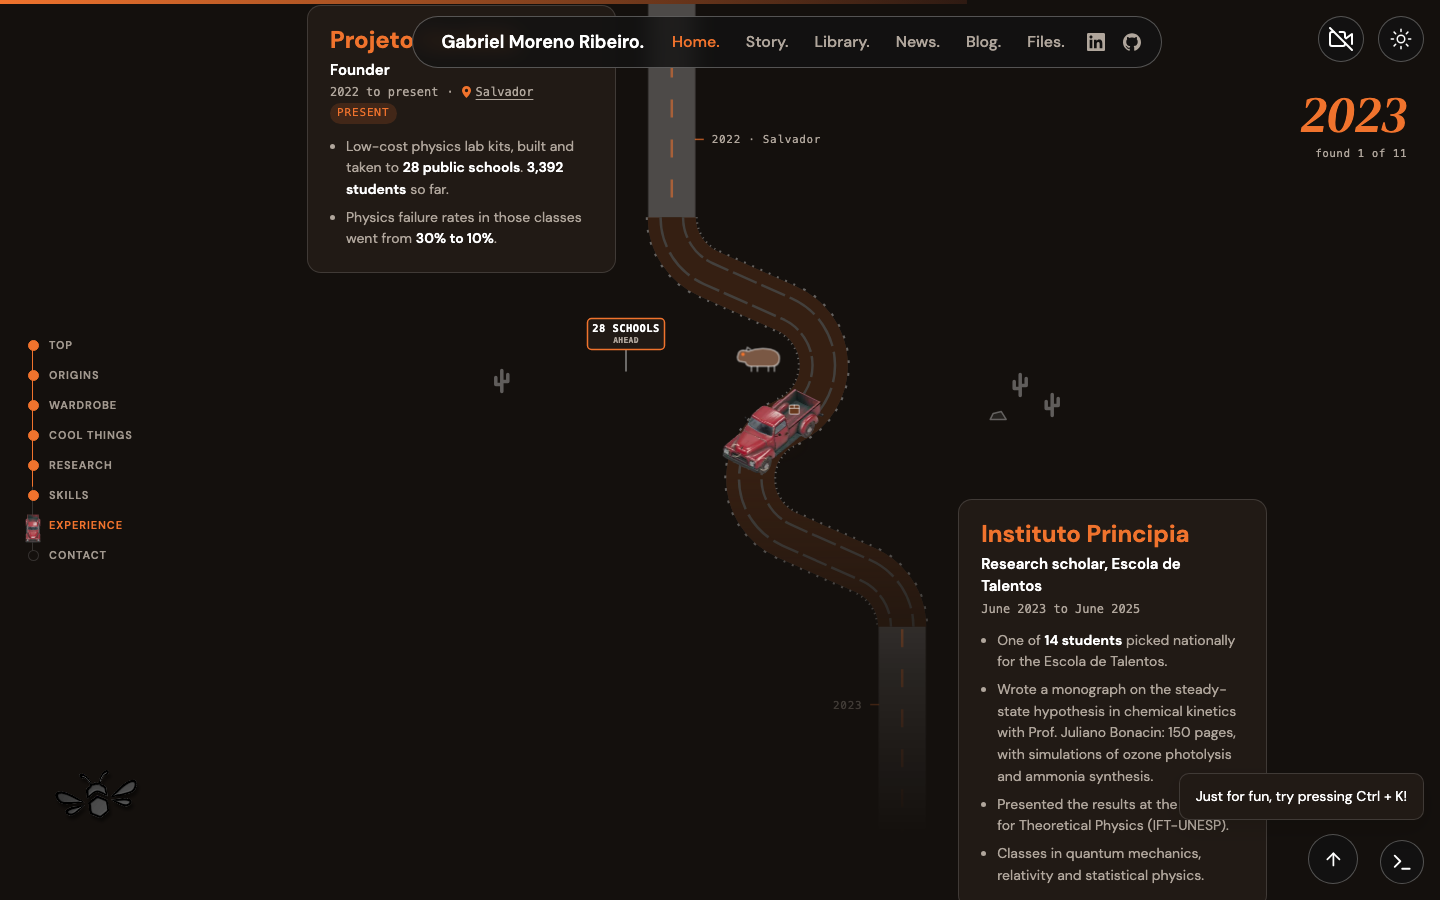 Gabriel Moreno Ribeiro.
Home.
Story.
Library.
News.
Blog.
Files.
Projeto
Founder
2022 to present · Salvador
PRESENT
Low-cost physics lab kits, built and
taken to 28 public schools. 3,392
students so far.
Physics failure rates in those classes
went from 30% to 10%.
2022 · Salvador
2023
found 1 of 11
28 SCHOOLS
AHEAD
TOP
ORIGINS
WARDROBE
COOL THINGS
RESEARCH
SKILLS
EXPERIENCE
CONTACT
2023
Instituto Principia
Research scholar, Escola de
Talentos
June 2023 to June 2025
One of 14 students picked nationally
for the Escola de Talentos.
Wrote a monograph on the steady-
state hypothesis in chemical kinetics
with Prof. Juliano Bonacin: 150 pages,
with simulations of ozone photolysis
and ammonia synthesis.
Presented the results at the
for Theoretical Physics (IFT-UNESP).
Classes in quantum mechanics,
relativity and statistical physics.
Just for fun, try pressing Ctrl + K!